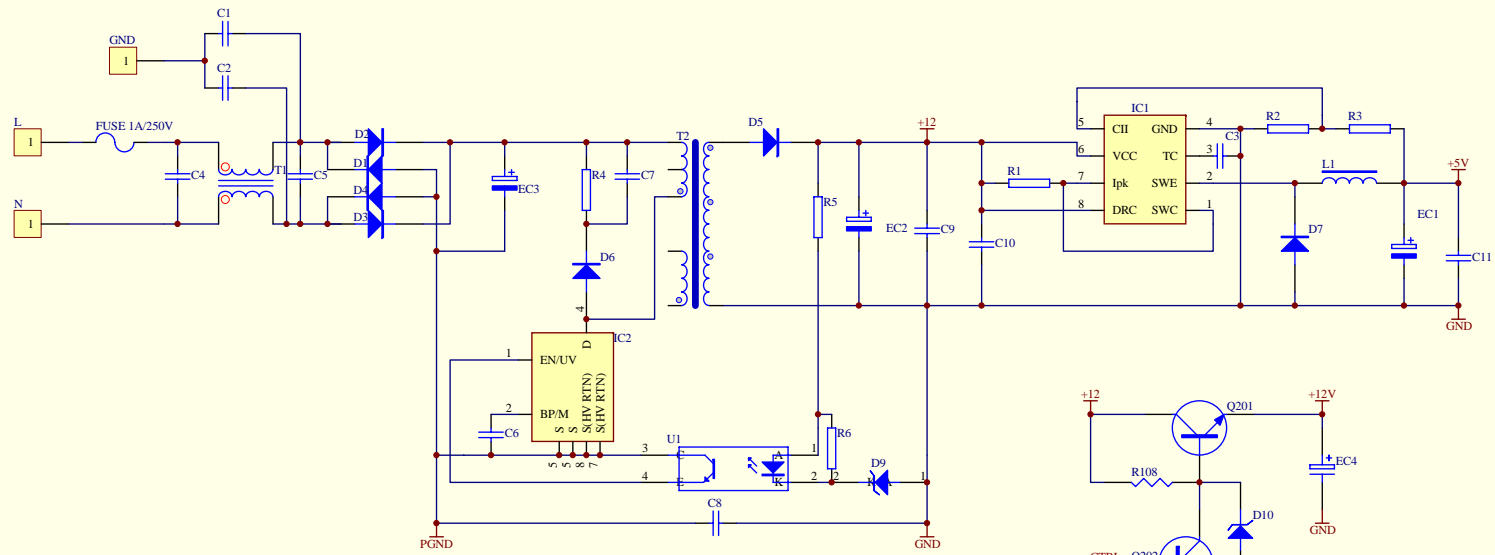 C1
GND
1
C2
L
1
FUSE 1A/250V
N
1
C4
T1
C5
D2
D1
D4
D3
EC3
R4
C7
D6
T2
D5
R5
EC2
+12
C9
C10
R1
IC1
5 CII GND 4
6 VCC TC 3
7 Ipk SWE 2
8 DRC SWC 1
C3
R2
R3
L1
D7
EC1
+5V
C11
GND
4
IC2
D
1 EN/UV
2 BP/M
S
S
S(HV RTN)
S(HV RTN)
5
5
8
7
C6
U1
3 C A 1
4 E K 2
R6
2
D9
K A
1
C8
PGND
GND
+12
Q201
+12V
R108
EC4
GND
D10
Q202